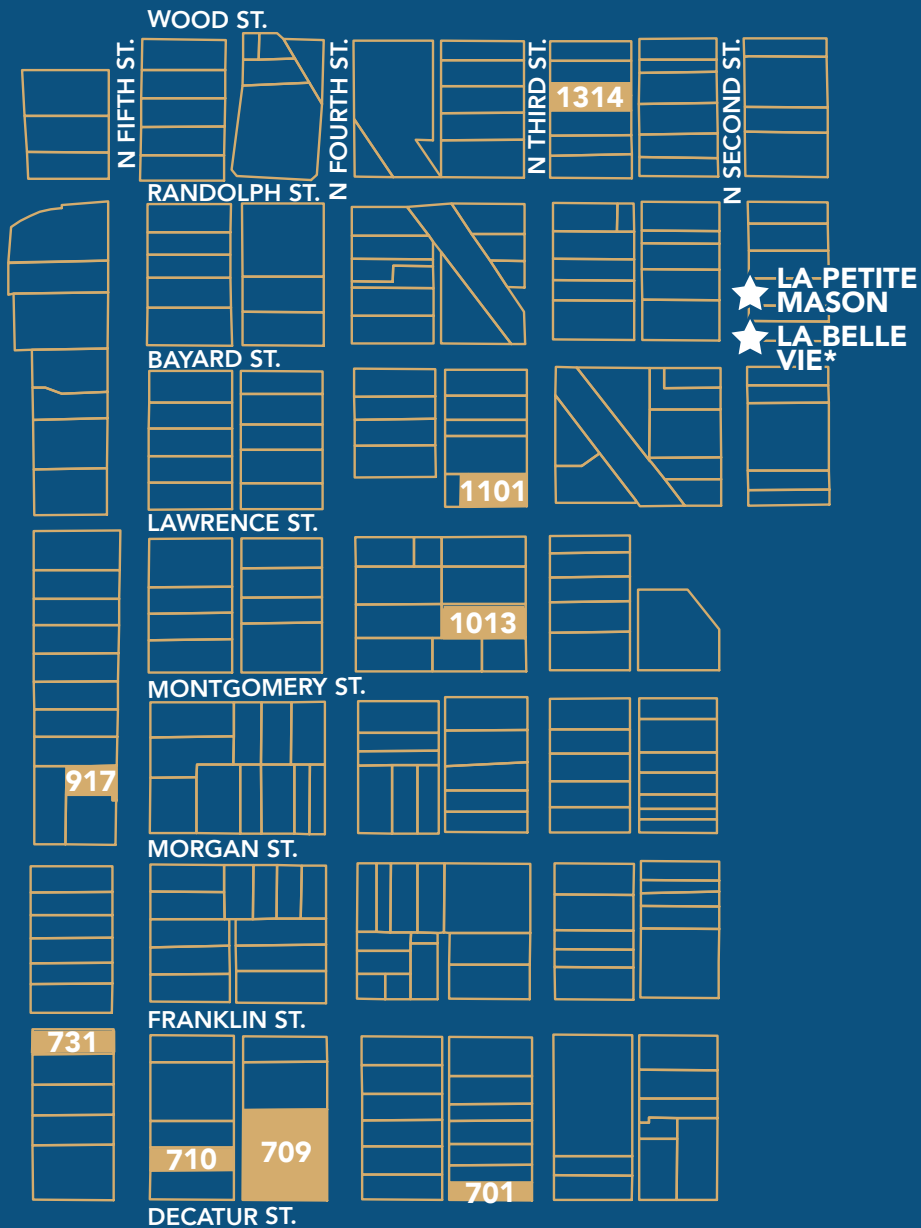 WOOD ST.
N FIFTH ST.
N FOURTH ST.
N THIRD ST.
N SECOND ST.
1314
RANDOLPH ST.
LA PETITE
MASON
LA BELLE
VIE*
BAYARD ST.
1101
LAWRENCE ST.
1013
MONTGOMERY ST.
917
MORGAN ST.
FRANKLIN ST.
731
710
709
701
DECATUR ST.